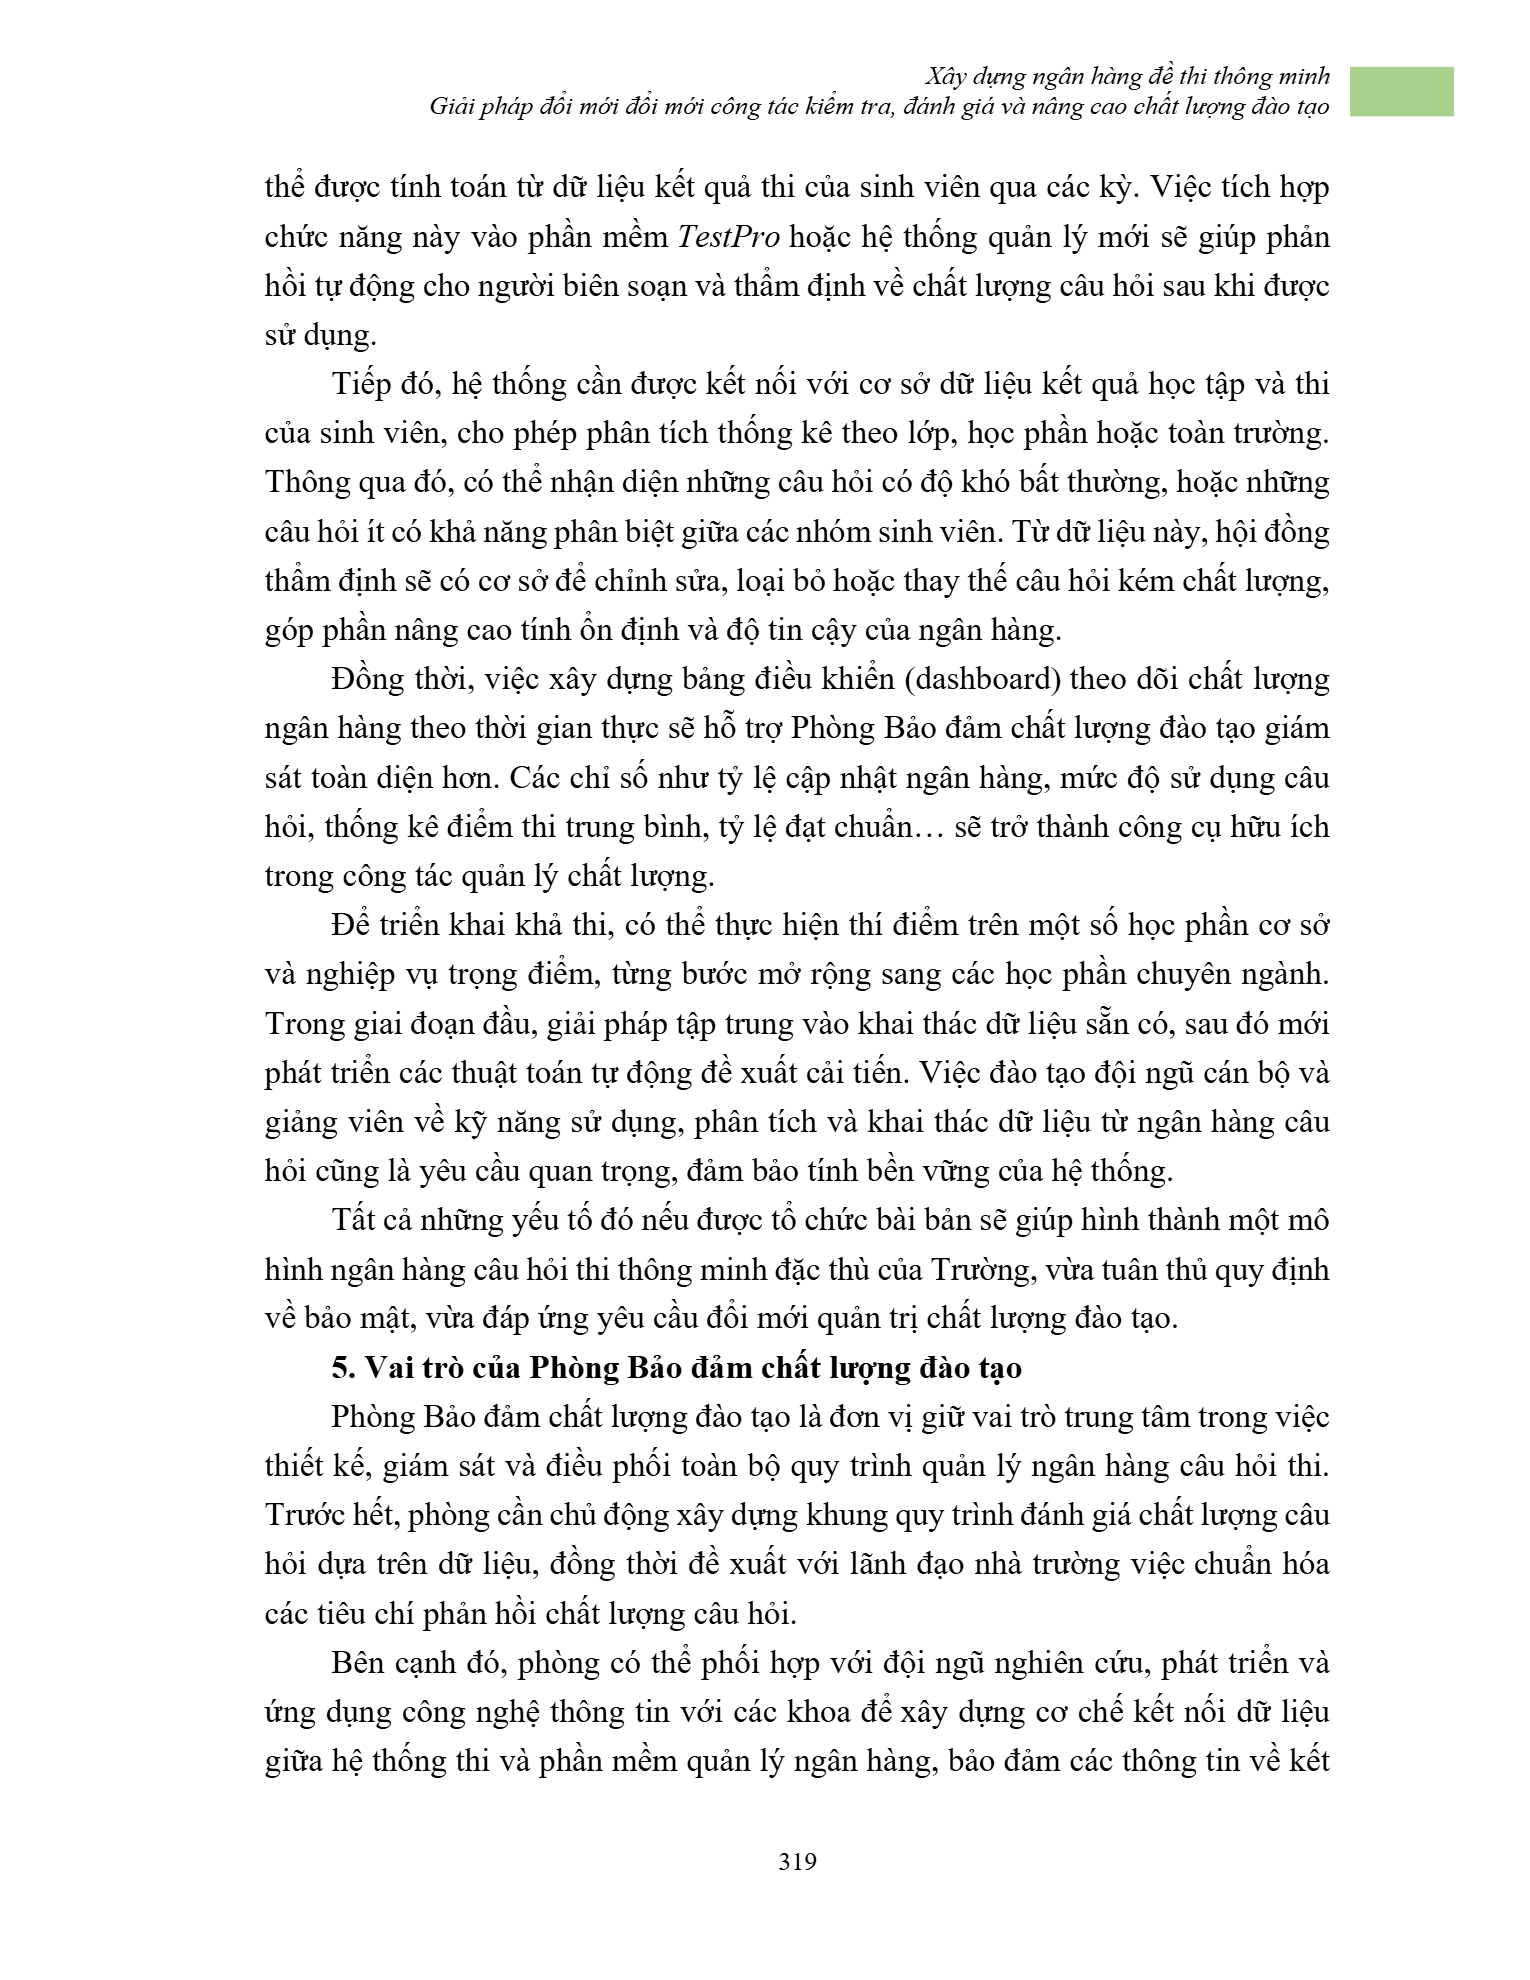 Xây dựng ngân hàng đề thi thông minh
Giải pháp đổi mới đổi mới công tác kiểm tra, đánh giá và nâng cao chất lượng đào tạo
thể được tính toán từ dữ liệu kết quả thi của sinh viên qua các kỳ. Việc tích hợp
chức năng này vào phần mềm TestPro hoặc hệ thống quản lý mới sẽ giúp phản
hồi tự động cho người biên soạn và thẩm định về chất lượng câu hỏi sau khi được
sử dụng.
Tiếp đó, hệ thống cần được kết nối với cơ sở dữ liệu kết quả học tập và thi
của sinh viên, cho phép phân tích thống kê theo lớp, học phần hoặc toàn trường.
Thông qua đó, có thể nhận diện những câu hỏi có độ khó bất thường, hoặc những
câu hỏi ít có khả năng phân biệt giữa các nhóm sinh viên. Từ dữ liệu này, hội đồng
thẩm định sẽ có cơ sở để chỉnh sửa, loại bỏ hoặc thay thế câu hỏi kém chất lượng,
góp phần nâng cao tính ổn định và độ tin cậy của ngân hàng.
Đồng thời, việc xây dựng bảng điều khiển (dashboard) theo dõi chất lượng
ngân hàng theo thời gian thực sẽ hỗ trợ Phòng Bảo đảm chất lượng đào tạo giám
sát toàn diện hơn. Các chỉ số như tỷ lệ cập nhật ngân hàng, mức độ sử dụng câu
hỏi, thống kê điểm thi trung bình, tỷ lệ đạt chuẩn… sẽ trở thành công cụ hữu ích
trong công tác quản lý chất lượng.
Để triển khai khả thi, có thể thực hiện thí điểm trên một số học phần cơ sở
và nghiệp vụ trọng điểm, từng bước mở rộng sang các học phần chuyên ngành.
Trong giai đoạn đầu, giải pháp tập trung vào khai thác dữ liệu sẵn có, sau đó mới
phát triển các thuật toán tự động đề xuất cải tiến. Việc đào tạo đội ngũ cán bộ và
giảng viên về kỹ năng sử dụng, phân tích và khai thác dữ liệu từ ngân hàng câu
hỏi cũng là yêu cầu quan trọng, đảm bảo tính bền vững của hệ thống.
Tất cả những yếu tố đó nếu được tổ chức bài bản sẽ giúp hình thành một mô
hình ngân hàng câu hỏi thi thông minh đặc thù của Trường, vừa tuân thủ quy định
về bảo mật, vừa đáp ứng yêu cầu đổi mới quản trị chất lượng đào tạo.
5. Vai trò của Phòng Bảo đảm chất lượng đào tạo
Phòng Bảo đảm chất lượng đào tạo là đơn vị giữ vai trò trung tâm trong việc
thiết kế, giám sát và điều phối toàn bộ quy trình quản lý ngân hàng câu hỏi thi.
Trước hết, phòng cần chủ động xây dựng khung quy trình đánh giá chất lượng câu
hỏi dựa trên dữ liệu, đồng thời đề xuất với lãnh đạo nhà trường việc chuẩn hóa
các tiêu chí phản hồi chất lượng câu hỏi.
Bên cạnh đó, phòng có thể phối hợp với đội ngũ nghiên cứu, phát triển và
ứng dụng công nghệ thông tin với các khoa để xây dựng cơ chế kết nối dữ liệu
giữa hệ thống thi và phần mềm quản lý ngân hàng, bảo đảm các thông tin về kết
319